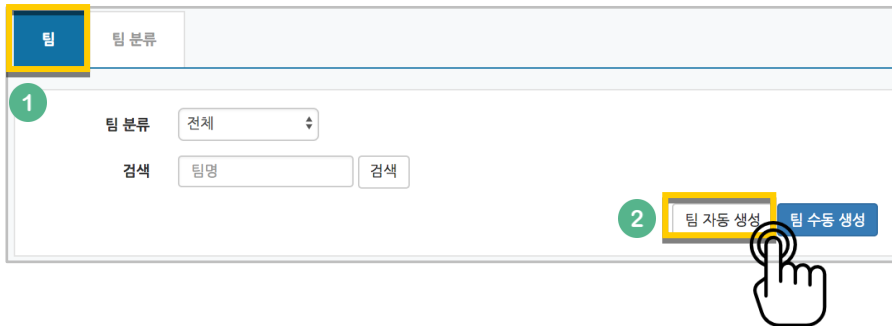 팀 팀 분류
1
팀 분류 전체
검색 팀명 검색
2 팀 자동 생성 팀 수동 생성